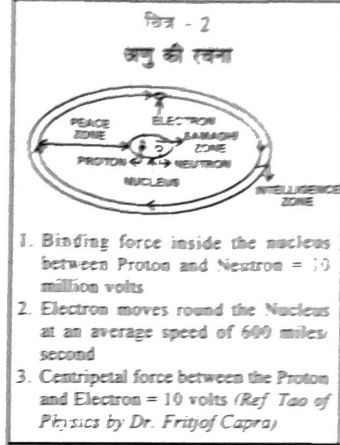 चित्र - 2
अणु की रचना
ELECTRON
PEACE
ZONE
SAMADHI
ZONE
PROTON
NEUTRON
NUCLEUS
INTELLIGENCE
ZONE
1. Binding force inside the nucleus
between Proton and Neutron = 10
million volts
2. Electron moves round the Nucleus
at an average speed of 600 miles/
second
3. Centripetal force between the Proton
and Electron = 10 volts (Ref Tao of
Physics by Dr. Fritjof Capra)